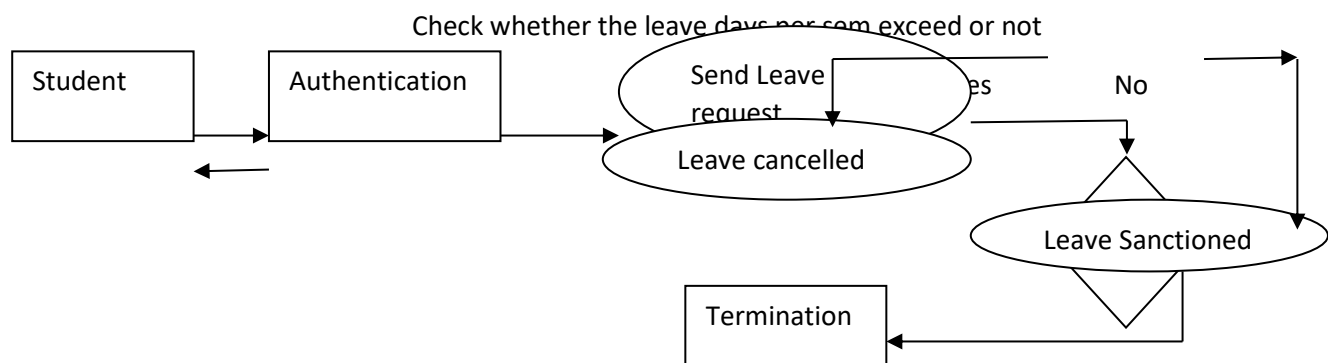 Check whether the leave days per sem exceed or not
Student
Authentication
Send Leave
request
es
No
Leave cancelled
Leave Sanctioned
Termination